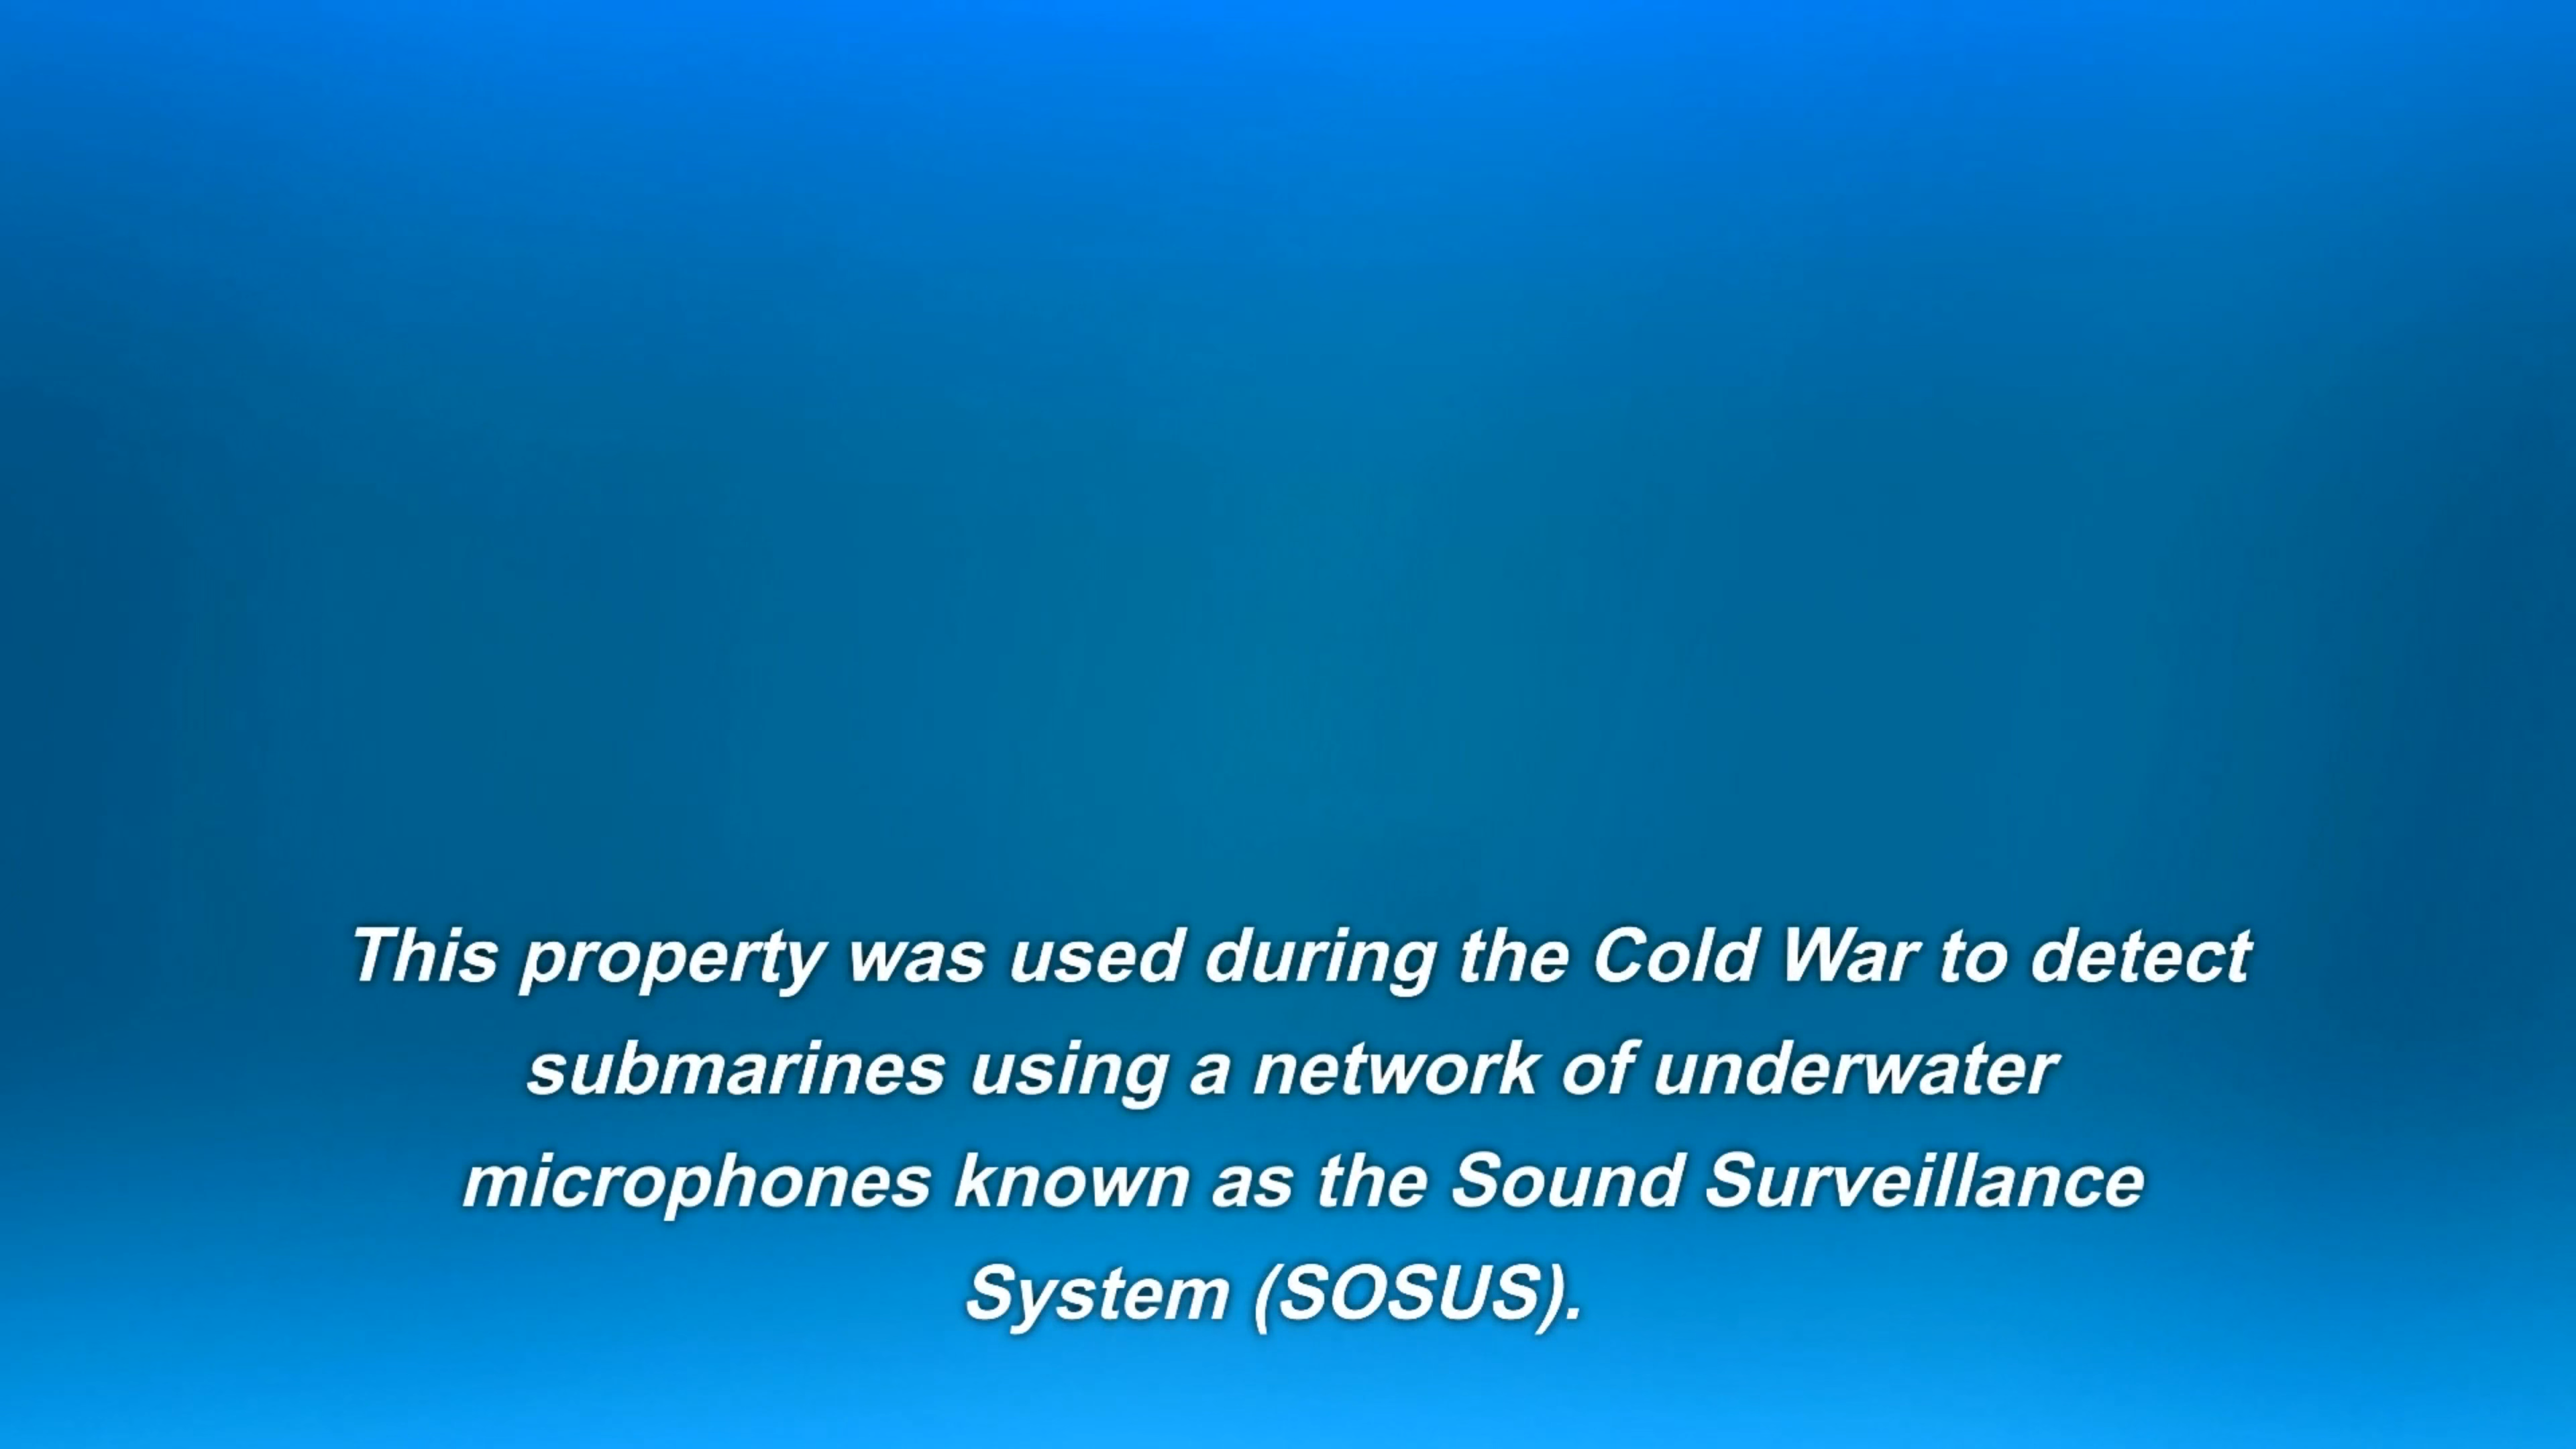 This property was used during the Cold War to detect
submarines using a network of underwater
microphones known as the Sound Surveillance
System (SOSUS).